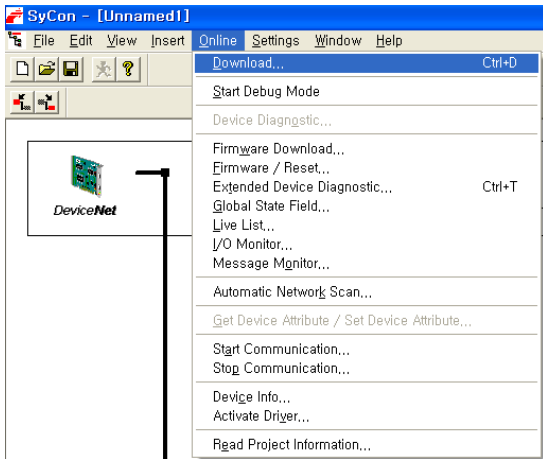 SyCon - [Unnamed1]
File Edit View Insert Online Settings Window Help
Download... Ctrl+D
Start Debug Mode
Device Diagnostic...
Firmware Download...
Firmware / Reset...
Extended Device Diagnostic... Ctrl+T
Global State Field...
Live List...
I/O Monitor...
Message Monitor...
Automatic Network Scan...
Get Device Attribute / Set Device Attribute...
Start Communication...
Stop Communication...
Device Info...
Activate Driver...
Read Project Information...
DeviceNet